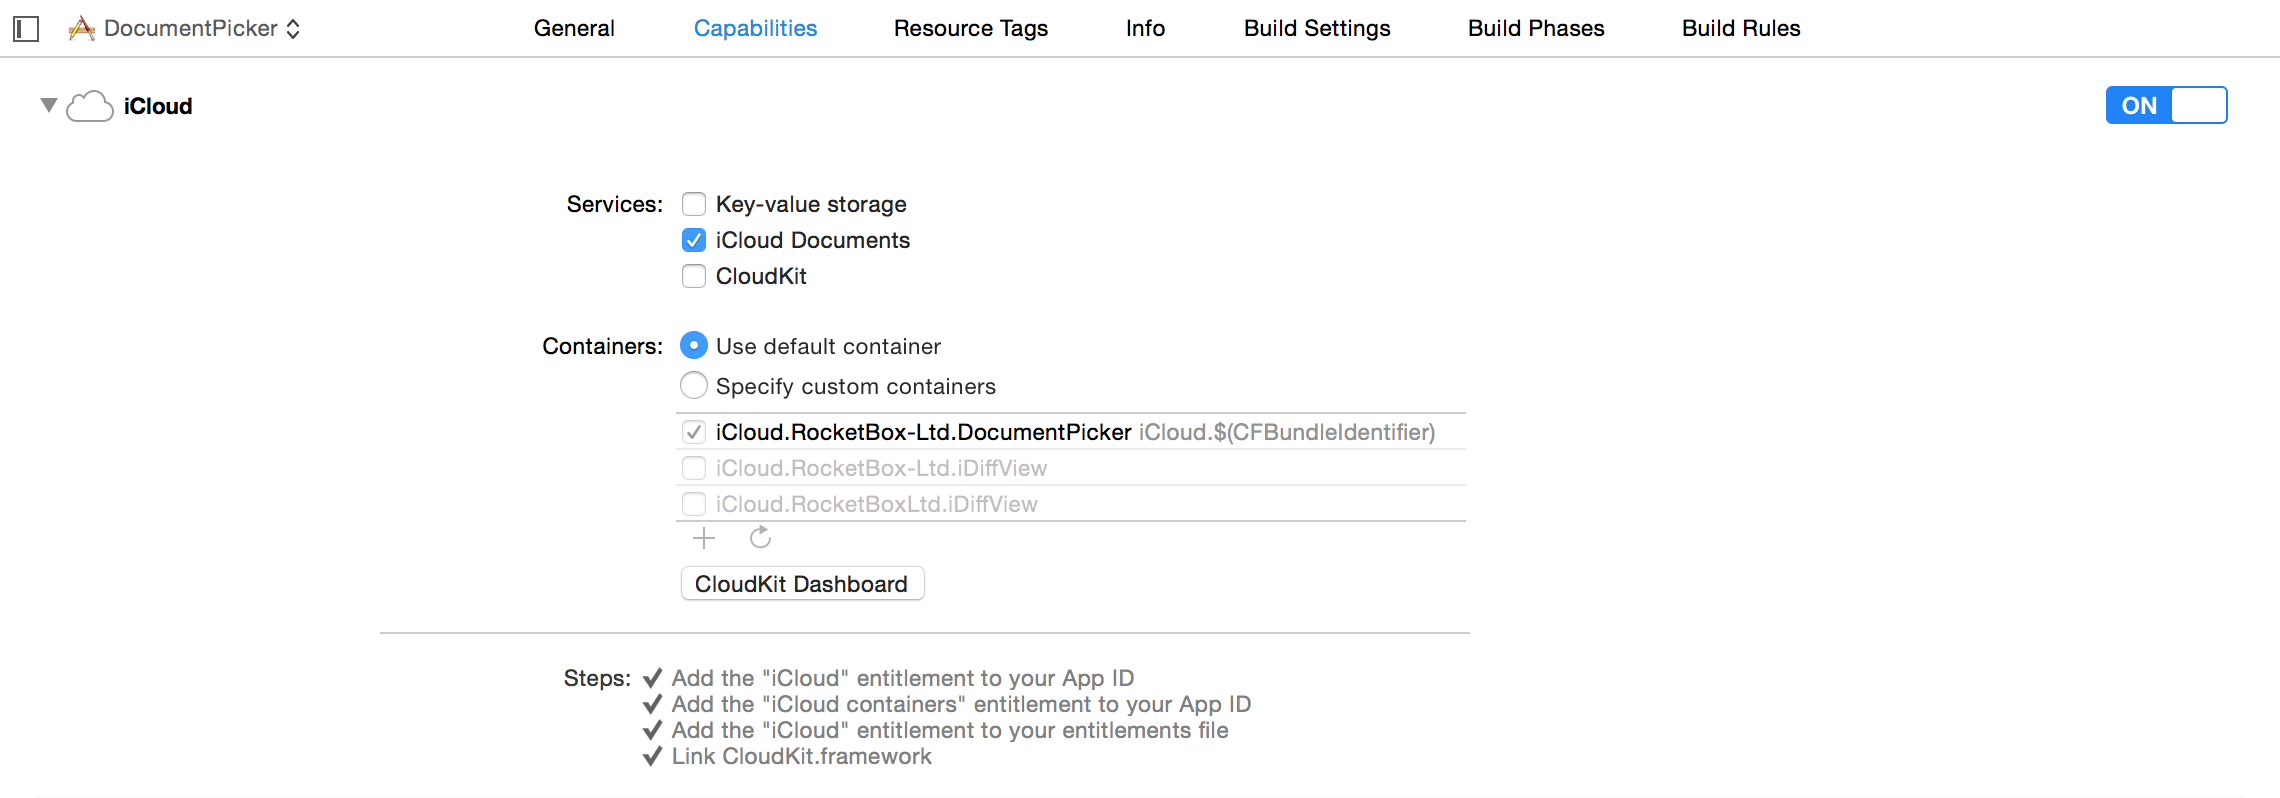 DocumentPicker General Capabilities Resource Tags Info Build Settings Build Phases Build Rules
iCloud ON
Services: Key-value storage
iCloud Documents
CloudKit
Containers: Use default container
Specify custom containers
iCloud.RocketBox-Ltd.DocumentPicker iCloud.$(CFBundleIdentifier)
iCloud.RocketBox-Ltd.iDiffView
iCloud.RocketBoxLtd.iDiffView
CloudKit Dashboard
Steps: ✓ Add the "iCloud" entitlement to your App ID
✓ Add the "iCloud containers" entitlement to your App ID
✓ Add the "iCloud" entitlement to your entitlements file
✓ Link CloudKit.framework